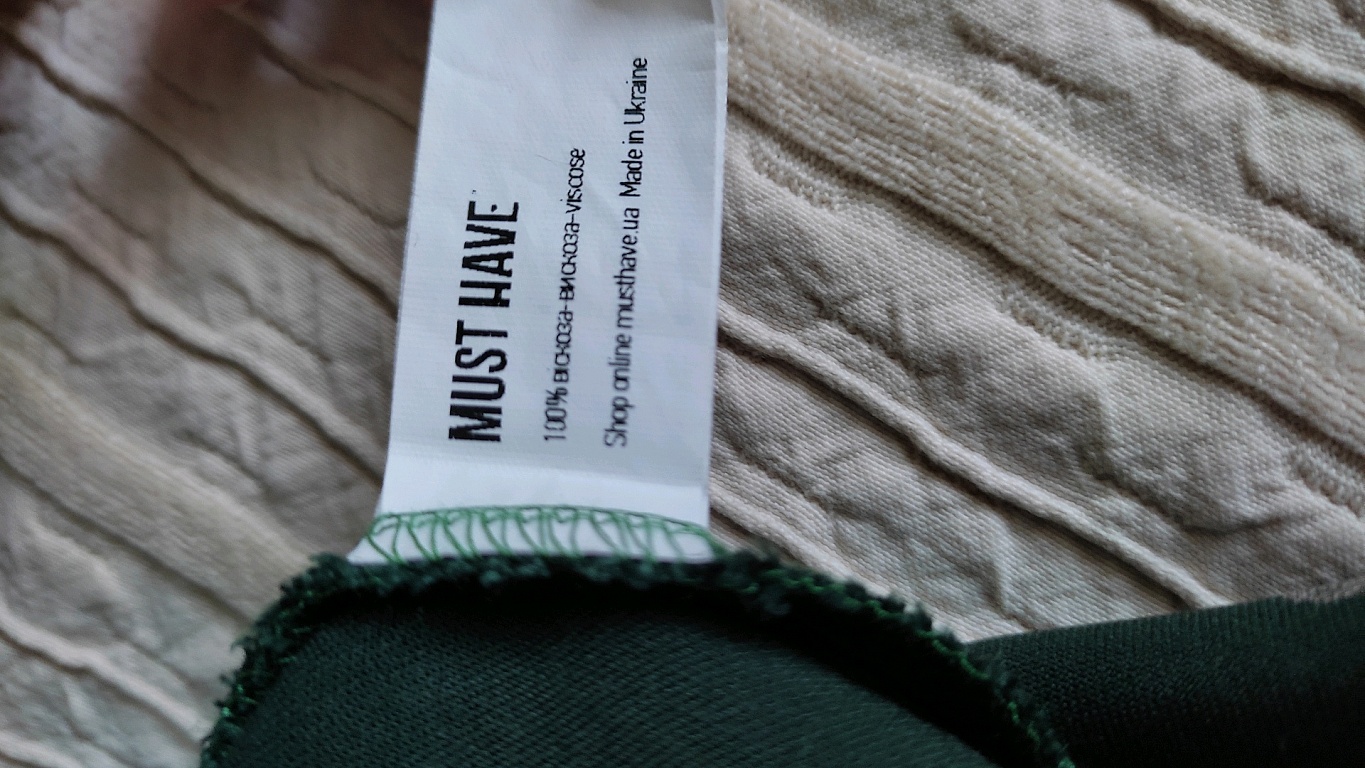 MUST HAVE
100% віскоза-вискоза-viscose
Shop online musthave.ua Made in Ukraine